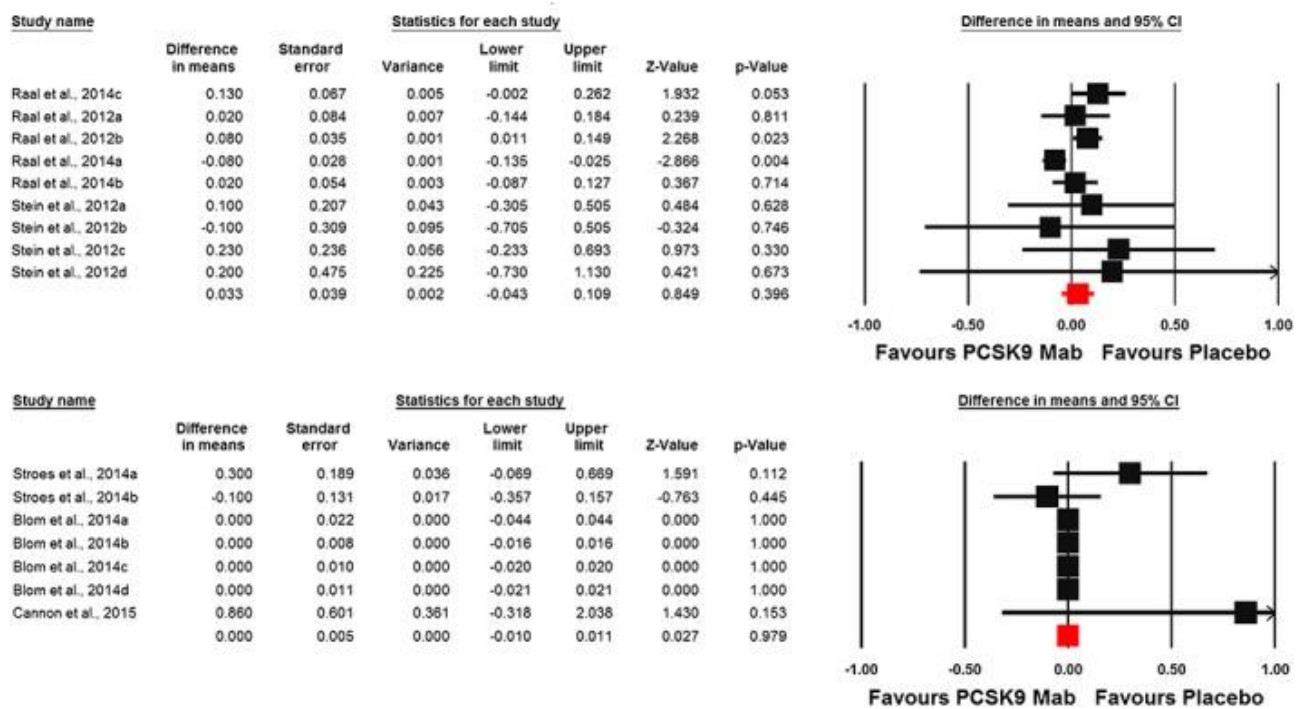 Study name Statistics for each study Difference in means and 95% CI
Difference in means Standard error Variance Lower limit Upper limit Z-Value p-Value
Raal et al., 2014c 0.130 0.067 0.005 -0.002 0.262 1.932 0.053
Raal et al., 2012a 0.020 0.084 0.007 -0.144 0.184 0.239 0.811
Raal et al., 2012b 0.080 0.035 0.001 0.011 0.149 2.268 0.023
Raal et al., 2014a -0.080 0.028 0.001 -0.135 -0.025 -2.866 0.004
Raal et al., 2014b 0.020 0.054 0.003 -0.087 0.127 0.367 0.714
Stein et al., 2012a 0.100 0.207 0.043 -0.305 0.505 0.484 0.628
Stein et al., 2012b -0.100 0.309 0.095 -0.705 0.505 -0.324 0.746
Stein et al., 2012c 0.230 0.236 0.056 -0.233 0.693 0.973 0.330
Stein et al., 2012d 0.200 0.475 0.225 -0.730 1.130 0.421 0.673
0.033 0.039 0.002 -0.043 0.109 0.849 0.396
-1.00 -0.50 0.00 0.50 1.00
Favours PCSK9 Mab Favours Placebo
Study name Statistics for each study Difference in means and 95% CI
Difference in means Standard error Variance Lower limit Upper limit Z-Value p-Value
Stroes et al., 2014a 0.300 0.189 0.036 -0.069 0.669 1.591 0.112
Stroes et al., 2014b -0.100 0.131 0.017 -0.357 0.157 -0.763 0.445
Blom et al., 2014a 0.000 0.022 0.000 -0.044 0.044 0.000 1.000
Blom et al., 2014b 0.000 0.008 0.000 -0.016 0.016 0.000 1.000
Blom et al., 2014c 0.000 0.010 0.000 -0.020 0.020 0.000 1.000
Blom et al., 2014d 0.000 0.011 0.000 -0.021 0.021 0.000 1.000
Cannon et al., 2015 0.860 0.601 0.361 -0.318 2.038 1.430 0.153
0.000 0.005 0.000 -0.010 0.011 0.027 0.979
-1.00 -0.50 0.00 0.50 1.00
Favours PCSK9 Mab Favours Placebo